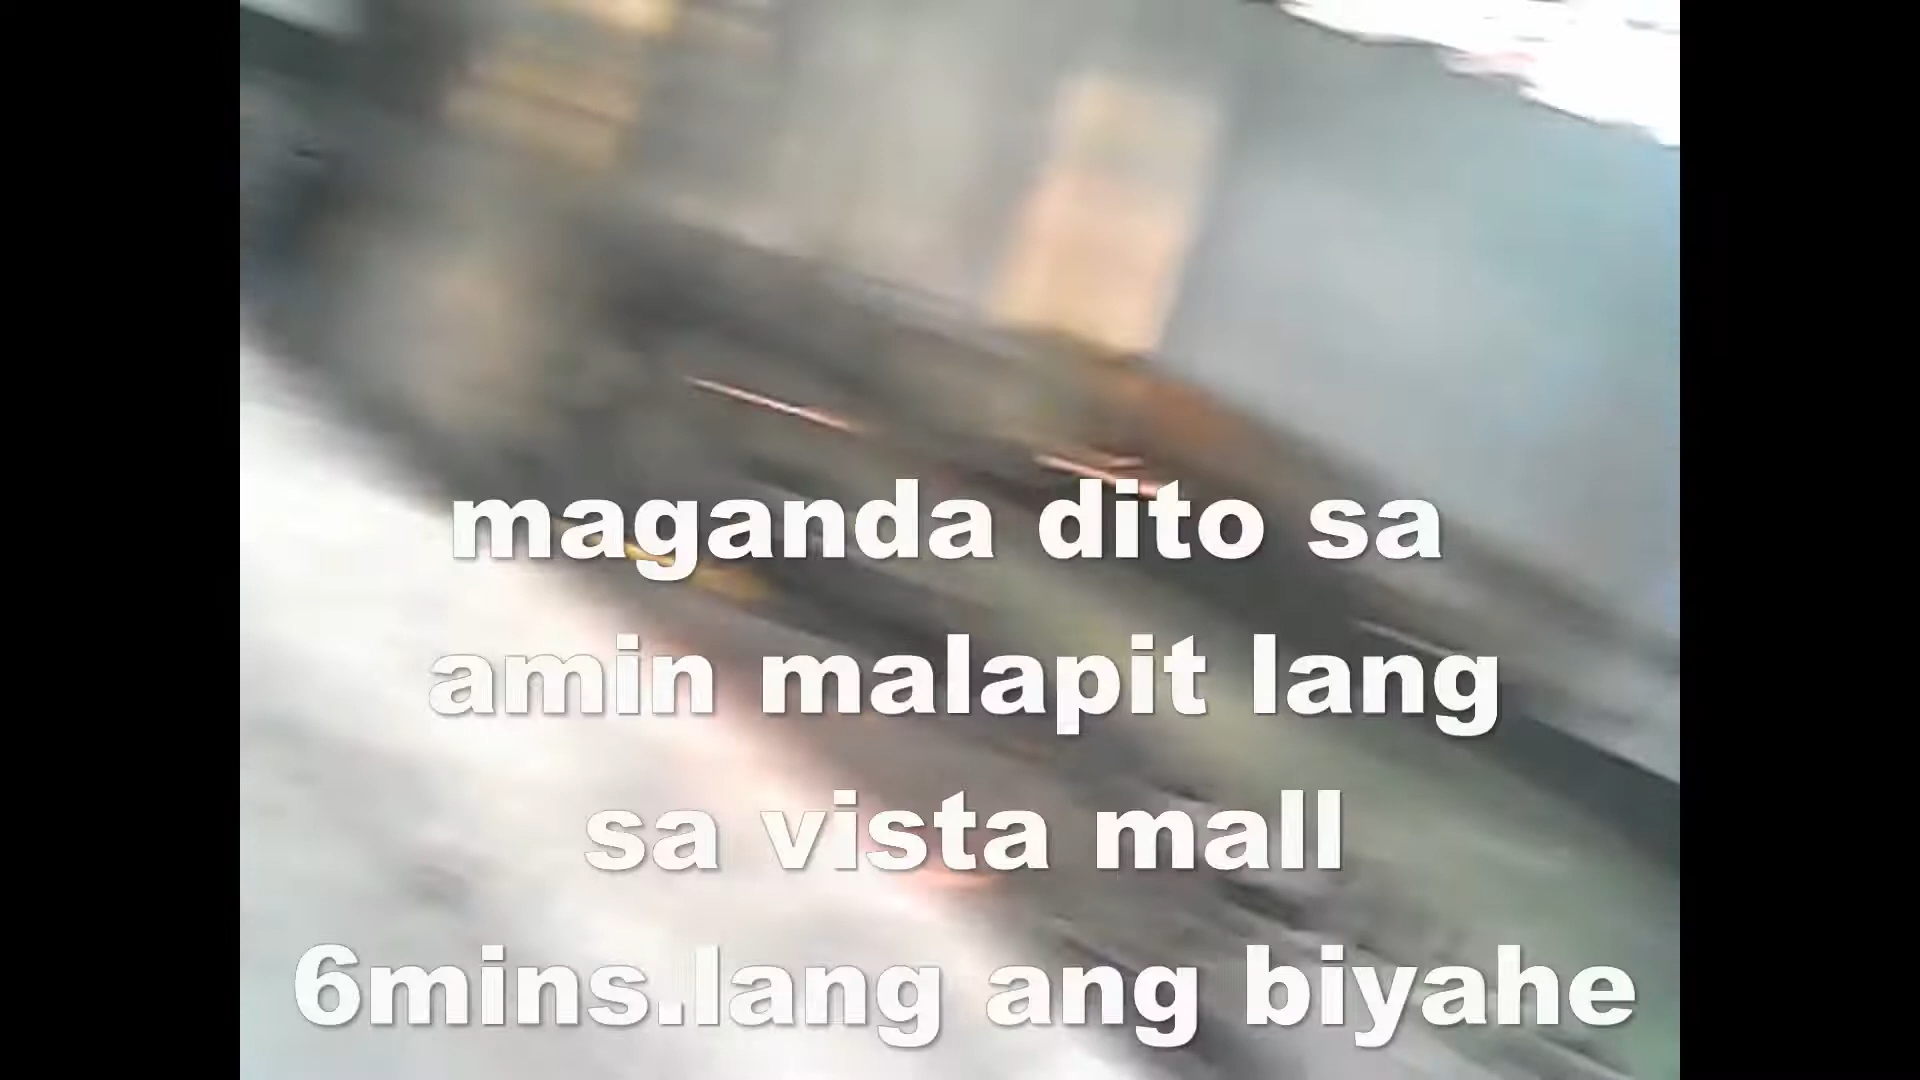 maganda dito sa
amin malapit lang
sa vista mall
6mins.lang ang biyahe